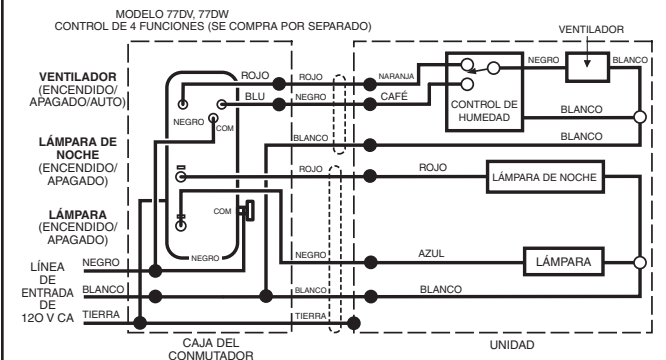 MODELO 77DV, 77DW
CONTROL DE 4 FUNCIONES (SE COMPRA POR SEPARADO)
VENTILADOR
VENTILADOR
(ENCENDIDO/
APAGADO/AUTO)
LÁMPARA DE
NOCHE
(ENCENDIDO/
APAGADO)
LÁMPARA
(ENCENDIDO/
APAGADO)
LÍNEA
DE
ENTRADA
DE
12O V CA
NEGRO
BLANCO
TIERRA
ROJO
BLU
NEGRO
COM
COM
NEGRO
ROJO
NEGRO
BLANCO
ROJO
NEGRO
BLANCO
TIERRA
NARANJA
CAFÉ
CONTROL DE
HUMEDAD
NEGRO
BLANCO
BLANCO
BLANCO
ROJO
LÁMPARA DE NOCHE
AZUL
LÁMPARA
BLANCO
CAJA DEL
CONMUTADOR
UNIDAD